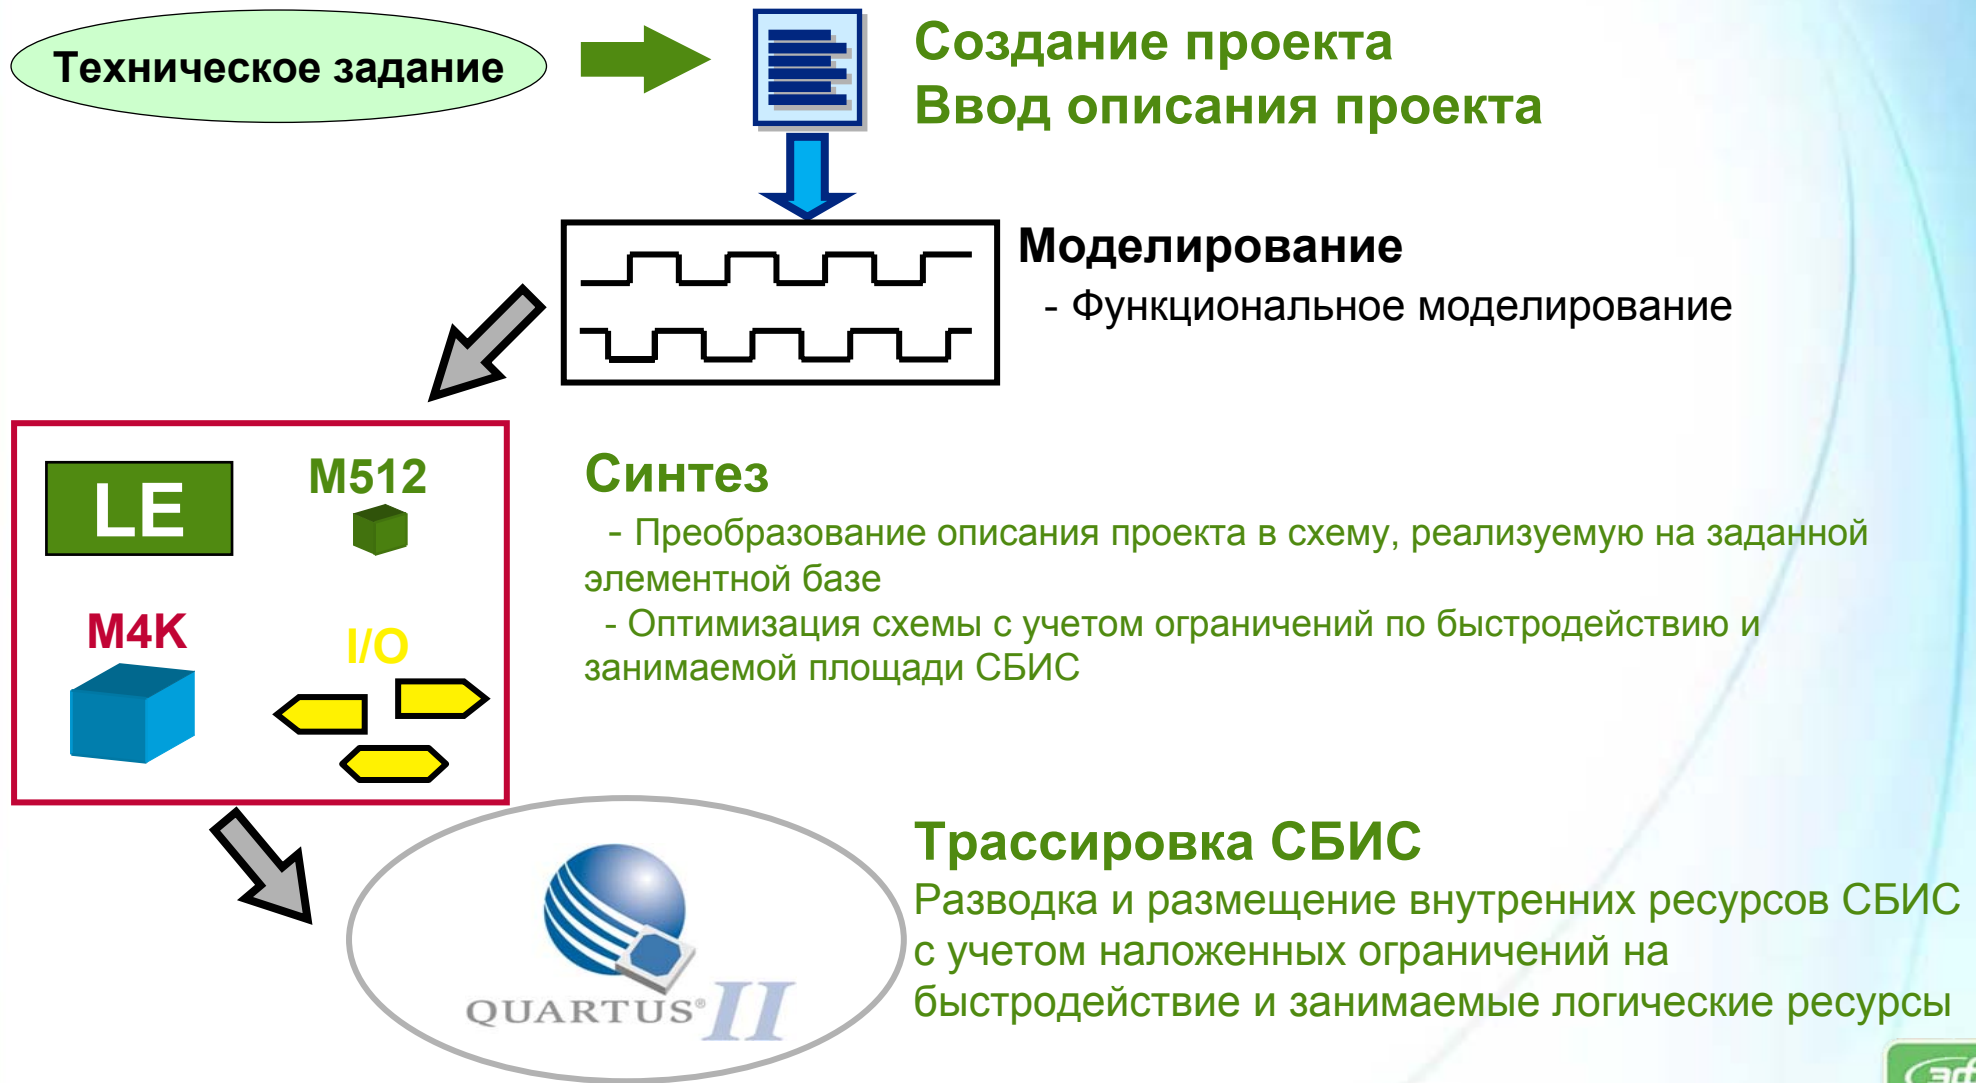 Техническое задание
Создание проекта
Ввод описания проекта
Моделирование
- Функциональное моделирование
LE
M512
M4K
I/O
Синтез
- Преобразование описания проекта в схему, реализуемую на заданной
элементной базе
- Оптимизация схемы с учетом ограничений по быстродействию и
занимаемой площади СБИС
QUARTUS® II
Трассировка СБИС
Разводка и размещение внутренних ресурсов СБИС
с учетом наложенных ограничений на
быстродействие и занимаемые логические ресурсы